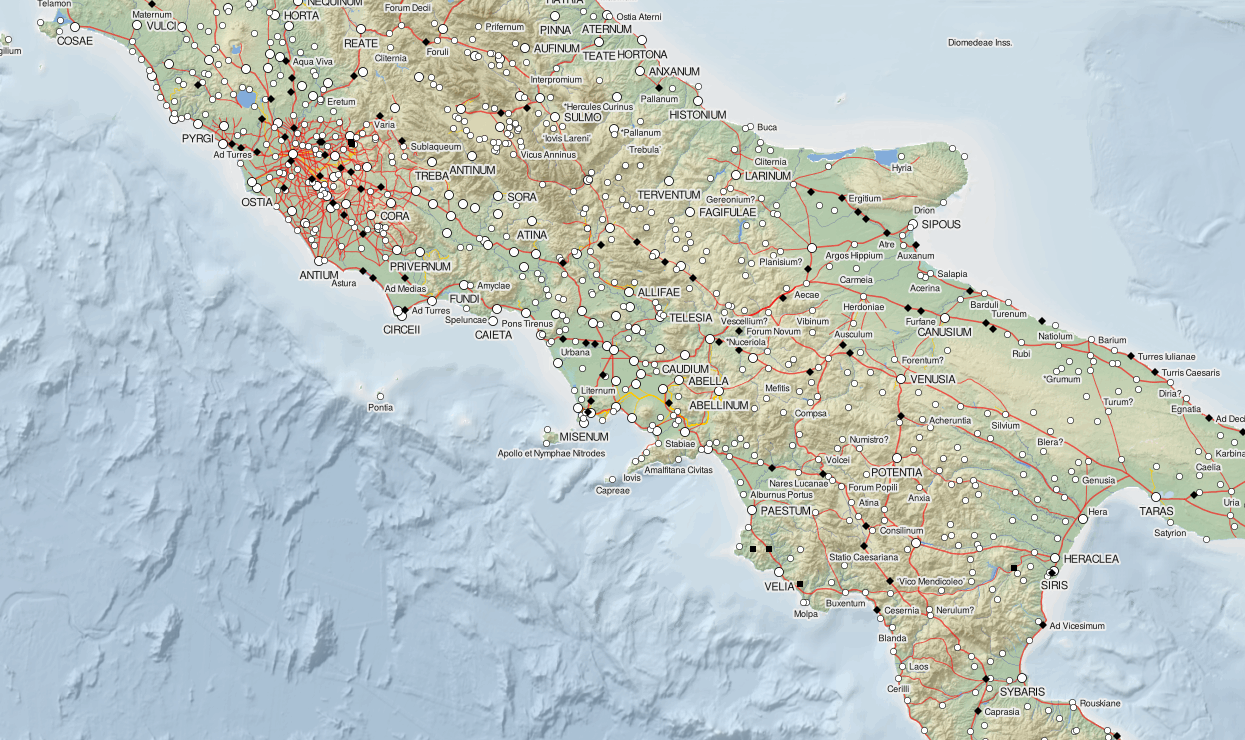 Telamon
Maternum
NEQUINUM
Forum Decii
Ostia Aterni
HORTA
Prifernum
PINNA
ATERNUM
COSAE
VULCI
REATE
Foruli
AUFINUM
TEATE
HORTONA
Diomedeae Inss.
Cliternia
Aqua Viva
Interpromium
ANXANUM
Eretum
Pallanum
"Hercules Curinus
SULMO
HISTONIUM
PYRGI
Varia
'Iovis Lareni'
'Pallanum
Buca
Sublaqueum
'Trebula'
Ad Turres
Vicus Anninus
Cliternia
Hyria
ANTINUM
TREBA
LARINUM
OSTIA
SORA
TERVENTUM
Gereonium?
Ergitium
CORA
FAGIFULAE
Drion
SIPOUS
ATINA
Atre
Argos Hippium
Auxanum
PRIVERNUM
Planisium?
ANTIUM
Salapia
Astura
Ad Medias
Amyclae
Carmeia
Acerina
FUNDI
ALLIFAE
Aecae
Barduli
Ad Turres
Herdoniae
Turenum
Speluncae
Pons Tirenus
TELESIA
Vescellium?
Vibinum
Furfane
CIRCEII
CAIETA
Forum Novum
Ausculum
CANUSIUM
Natiolum
Barium
"Nuceriola
Rubi
Urbana
Turres Iulianae
Forentum?
CAUDIUM
Turris Caesaris
ABELLA
VENUSIA
"Grumum
Liternum
Mefitis
Diria?
Pontia
ABELLINUM
Turum?
Egnatia
Compsa
Acheruntia
Ad Deci
Silvium
MISENUM
Stabiae
Numistro?
Blera?
Apollo et Nymphae Nitrodes
Karbina
Volcei
Caelia
Amalfitana Civitas
POTENTIA
Iovis
Nares Lucanae
Genusia
Capreae
Forum Popili
Alburnus Portus
Anxia
Uria
Atina
PAESTUM
Hera
TARAS
Consilinum
Satyrion
Statio Caesariana
HERACLEA
VELIA
'Vico Mendicoleo'
SIRIS
Buxentum
Molpa
Cesernia
Nerulum?
Ad Vicesimum
Blanda
Laos
Cerilli
SYBARIS
Rouskiane
Caprasia